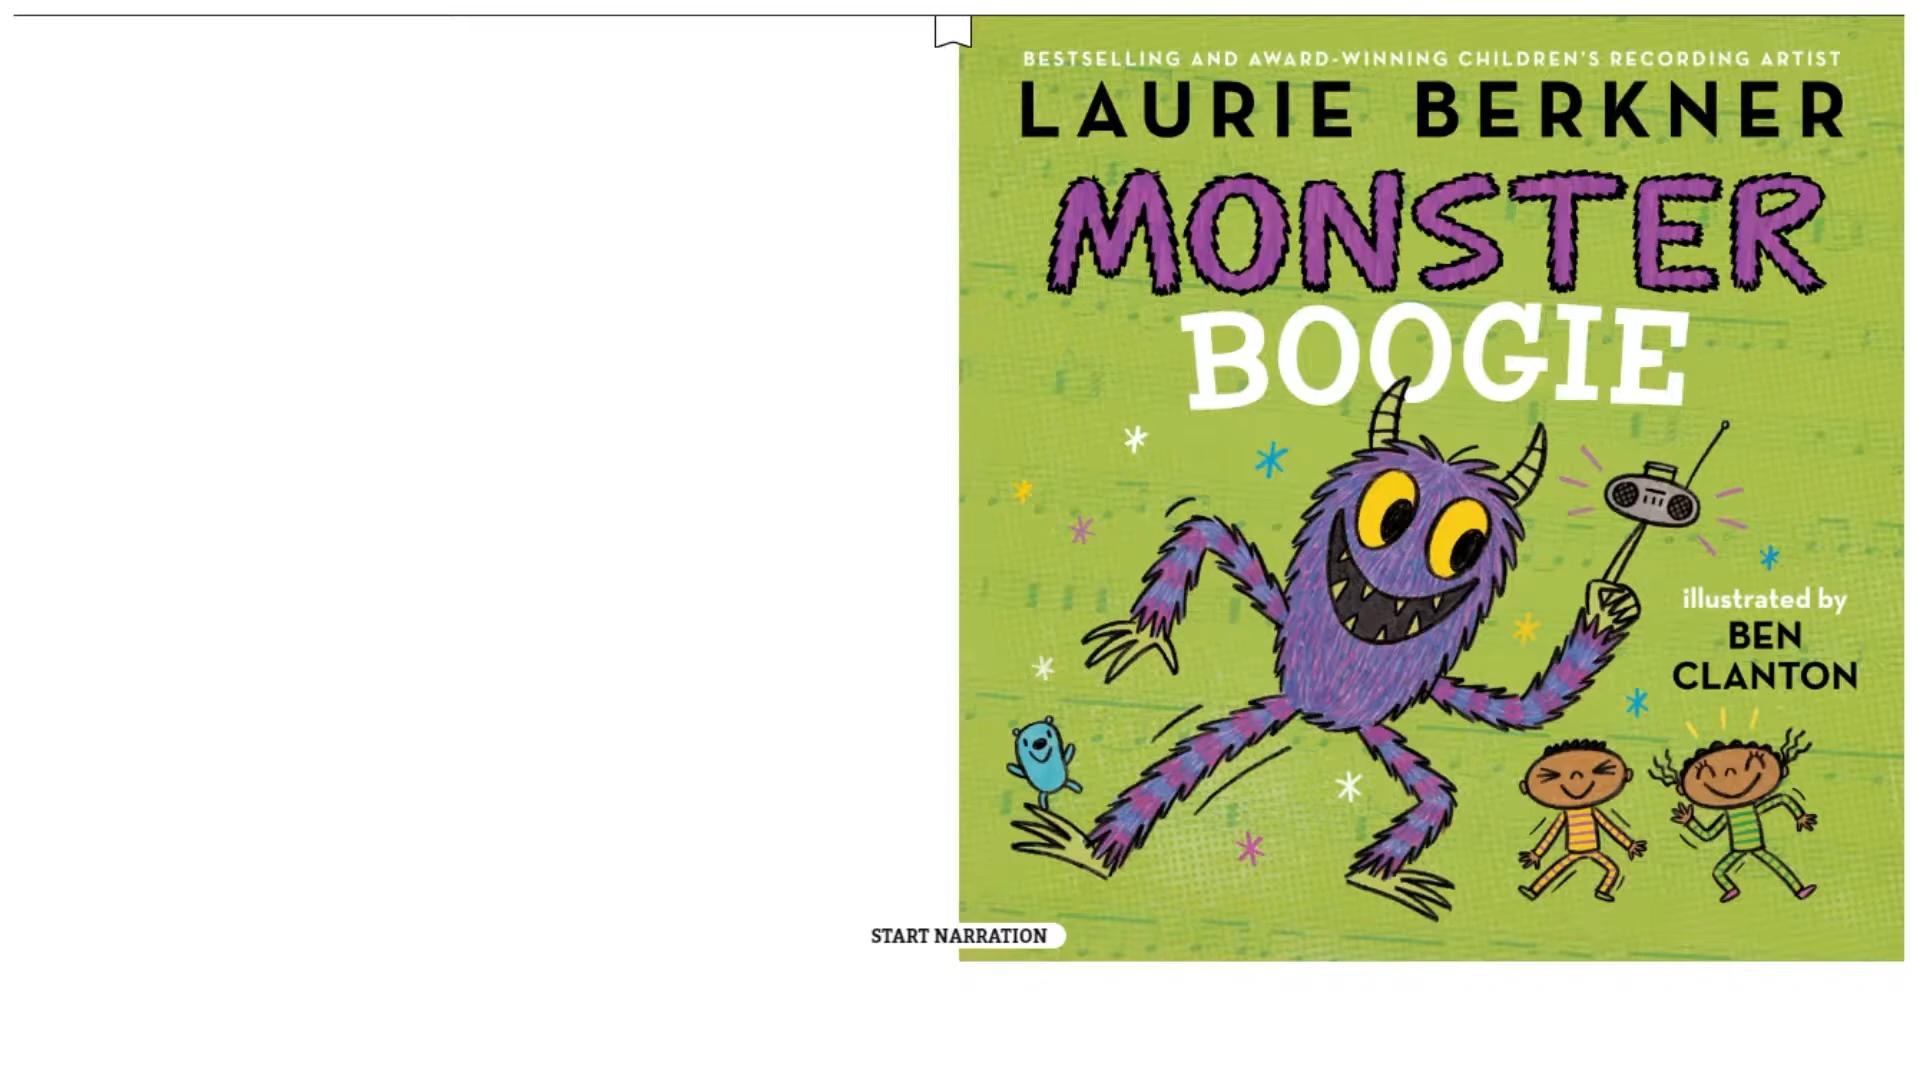 BESTSELLING AND AWARD-WINNING CHILDREN'S RECORDING ARTIST
LAURIE BERKNER
MONSTER
BOOGIE
illustrated by
BEN
CLANTON
START NARRATION